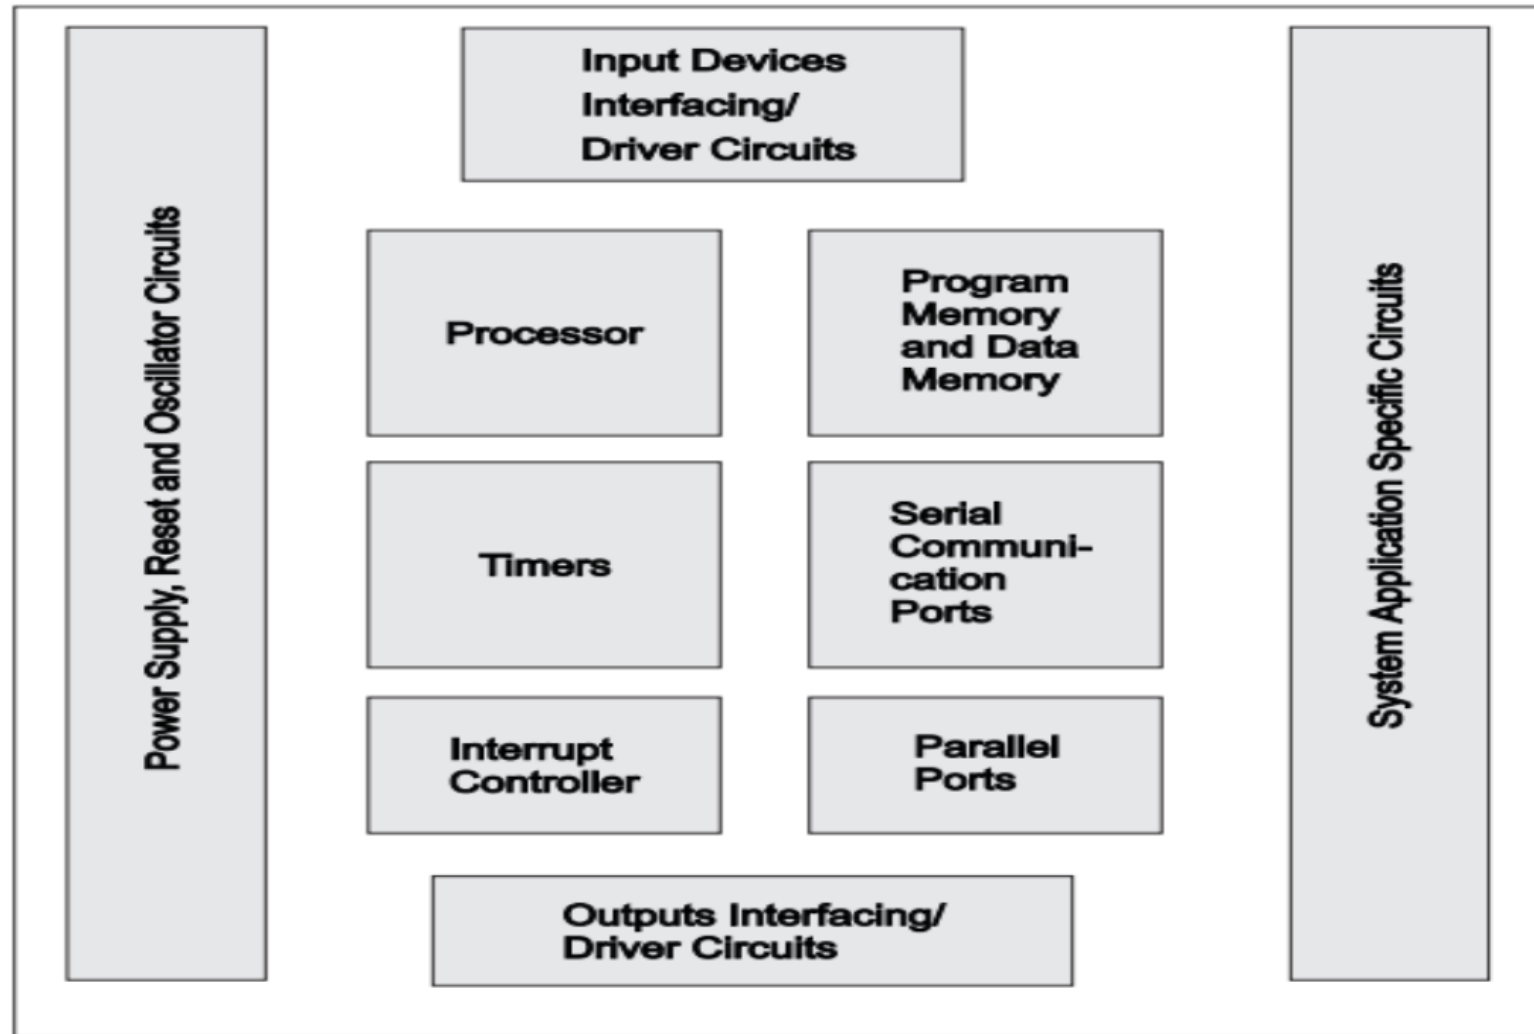 Power Supply, Reset and Oscillator Circuits
Input Devices
Interfacing/
Driver Circuits
Processor
Program
Memory
and Data
Memory
Timers
Serial
Communi-
cation
Ports
Interrupt
Controller
Parallel
Ports
Outputs Interfacing/
Driver Circuits
System Application Specific Circuits